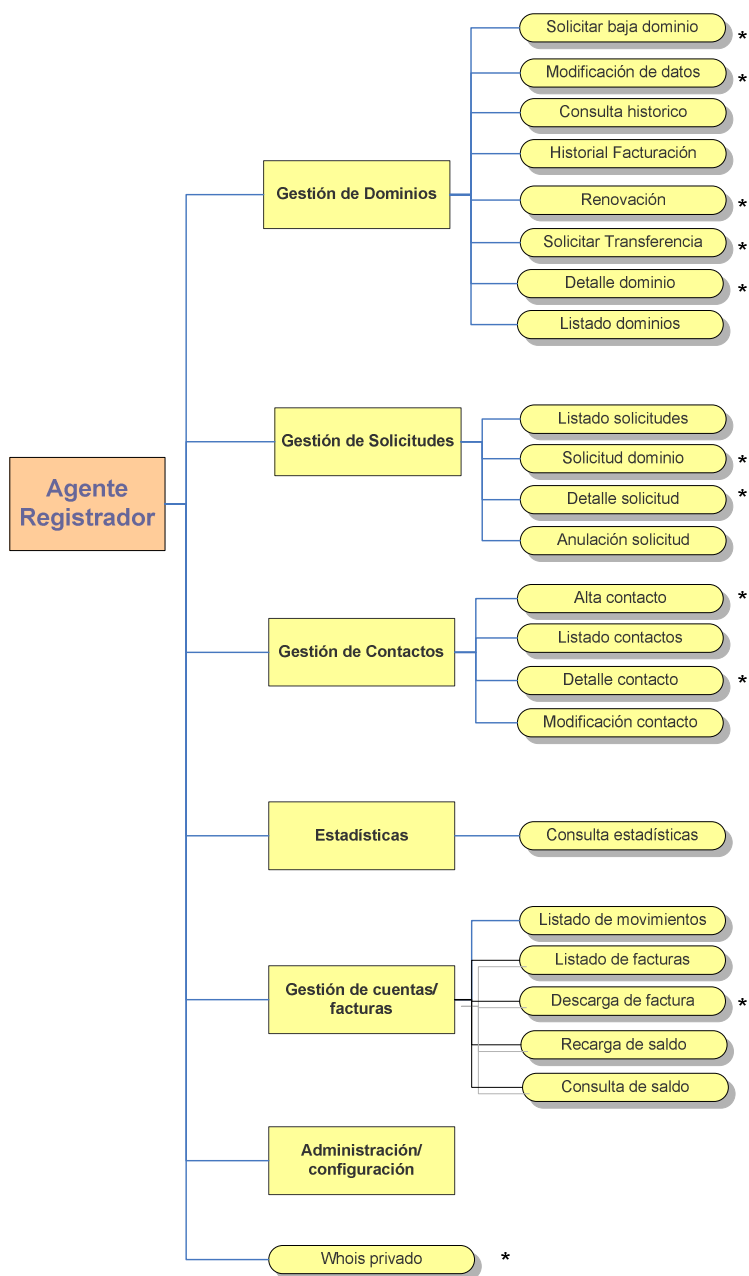 Agente
Registrador
Gestión de Dominios
Solicitar baja dominio *
Modificación de datos *
Consulta historico
Historial Facturación
Renovación *
Solicitar Transferencia *
Detalle dominio *
Listado dominios
Gestión de Solicitudes
Listado solicitudes
Solicitud dominio *
Detalle solicitud *
Anulación solicitud
Gestión de Contactos
Alta contacto *
Listado contactos
Detalle contacto *
Modificación contacto
Estadísticas
Consulta estadísticas
Gestión de cuentas/
facturas
Listado de movimientos
Listado de facturas
Descarga de factura *
Recarga de saldo
Consulta de saldo
Administración/
configuración
Whois privado *